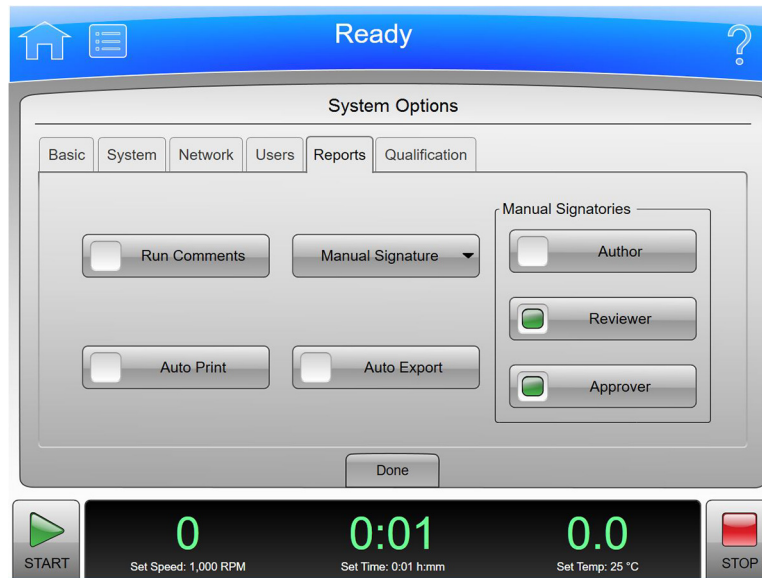 Ready
?
System Options
Basic System Network Users Reports Qualification
Manual Signatories
Run Comments Manual Signature Author
Reviewer
Auto Print Auto Export Approver
Done
0 0:01 0.0
START Set Speed: 1,000 RPM Set Time: 0:01 h:mm Set Temp: 25 °C STOP